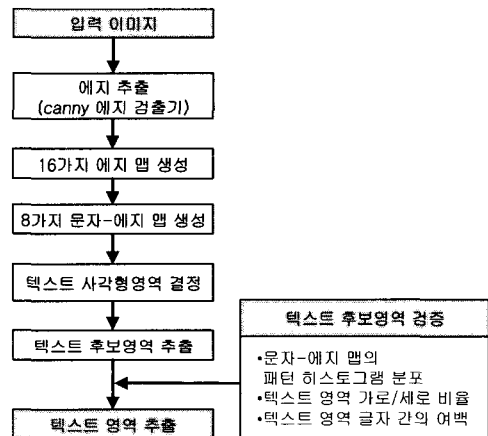 입력 이미지
에지 추출
(canny 에지 검출기)
16가지 에지 맵 생성
8가지 문자-에지 맵 생성
텍스트 사각형영역 결정
텍스트 후보영역 추출
텍스트 영역 추출
텍스트 후보영역 검증
•문자-에지 맵의
패턴 히스토그램 분포
•텍스트 영역 가로/세로 비율
•텍스트 영역 글자 간의 여백